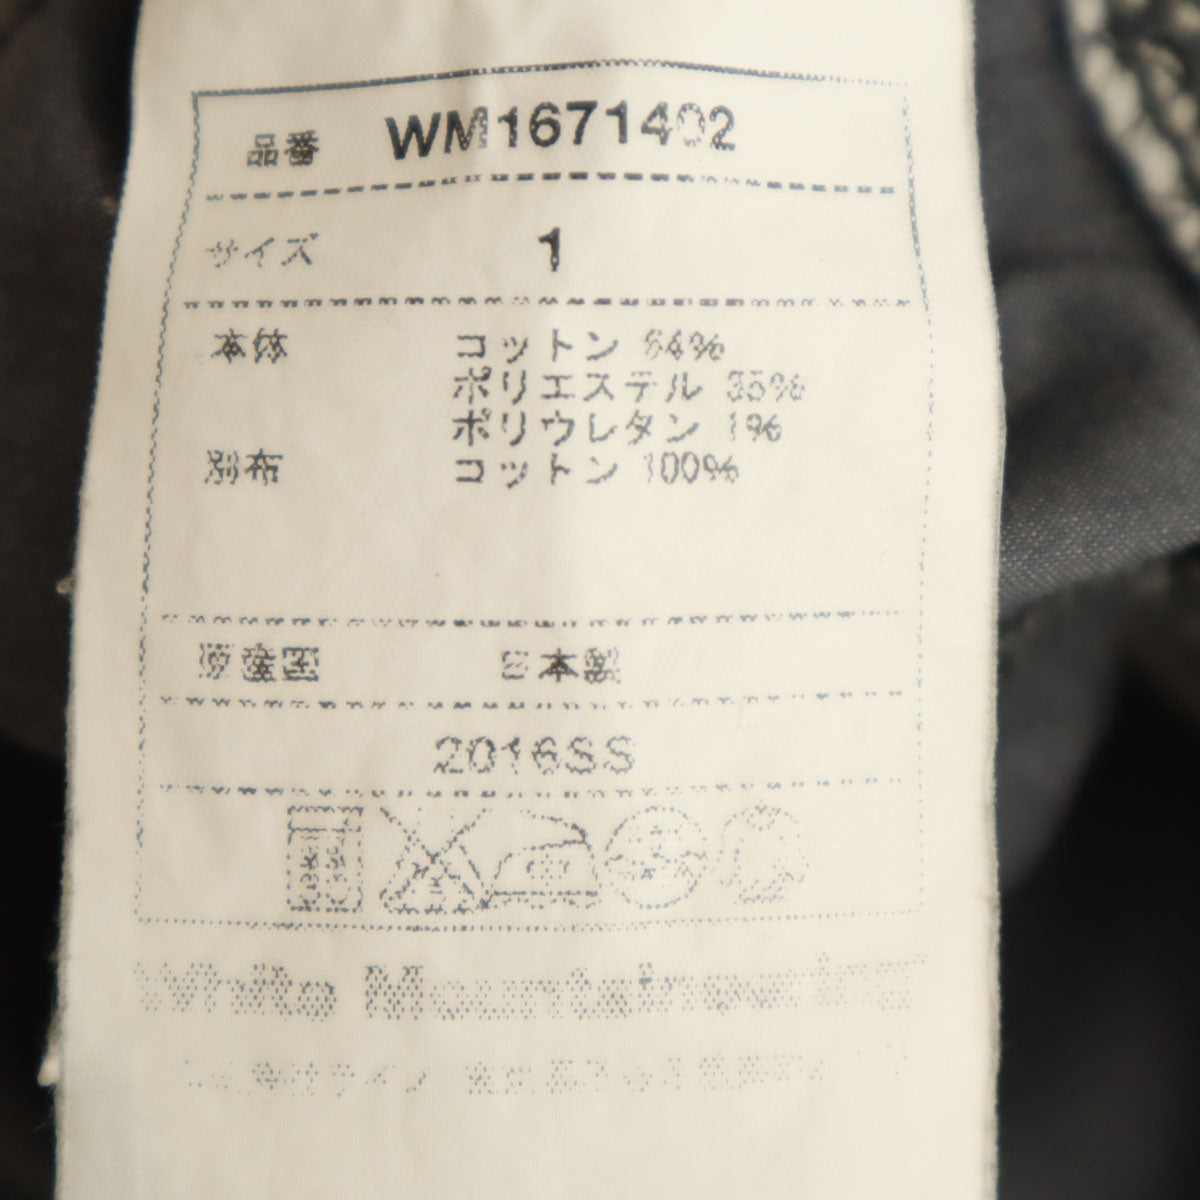 品番 WM1671402
サイズ 1
本体 コットン 64%
ポリエステル 35%
ポリウレタン 1%
別布 コットン 100%
原産国 日本製
2016SS
White Mountaineering